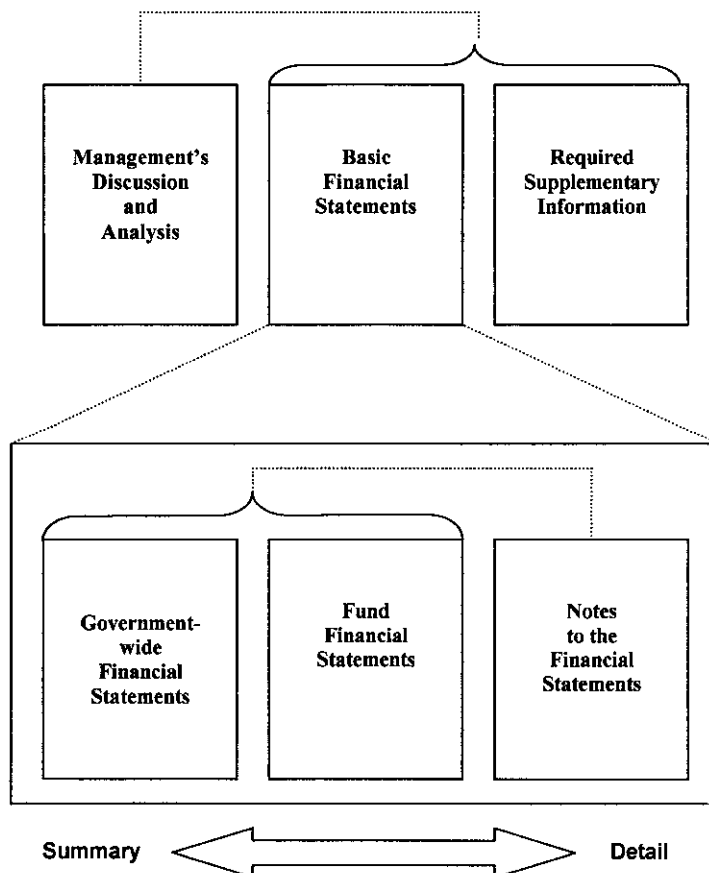 Management's
Discussion
and
Analysis
Basic
Financial
Statements
Required
Supplementary
Information
Government-
wide
Financial
Statements
Fund
Financial
Statements
Notes
to the
Financial
Statements
Summary
Detail